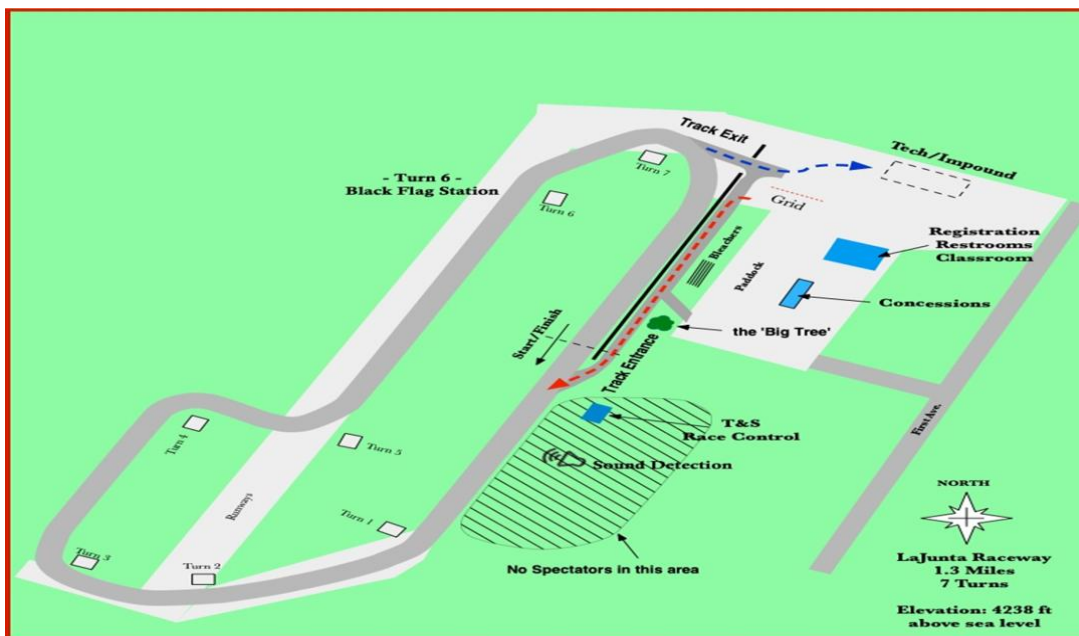 Track Exit
Tech/Impound
Turn 7
- Turn 6 -
Black Flag Station
Turn 6
Grid
Registration
Restrooms
Classroom
Bleachers
Paddock
Concessions
the 'Big Tree'
Start/Finish
Track Entrance
First Ave.
T&S
Race Control
Turn 4
Turn 5
Sound Detection
Runways
Turn 1
NORTH
Turn 3
Turn 2
No Spectators in this area
LaJunta Raceway
1.3 Miles
7 Turns
Elevation: 4238 ft
above sea level